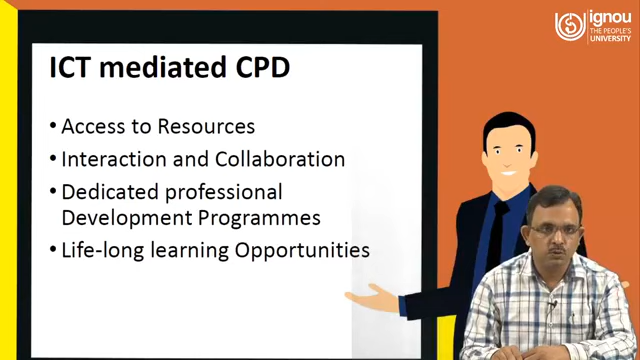 ignou
THE PEOPLE'S
UNIVERSITY
ICT mediated CPD
• Access to Resources
• Interaction and Collaboration
• Dedicated professional
Development Programmes
• Life-long learning Opportunities